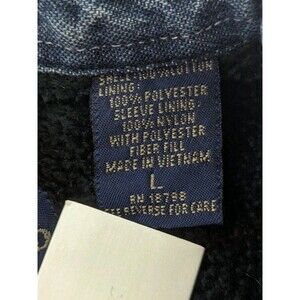 SHELL: 100% COTTON
LINING:
100% POLYESTER
SLEEVE LINING:
100% NYLON
WITH POLYESTER
FIBER FILL
MADE IN VIETNAM
L
RN 18798
SEE REVERSE FOR CARE